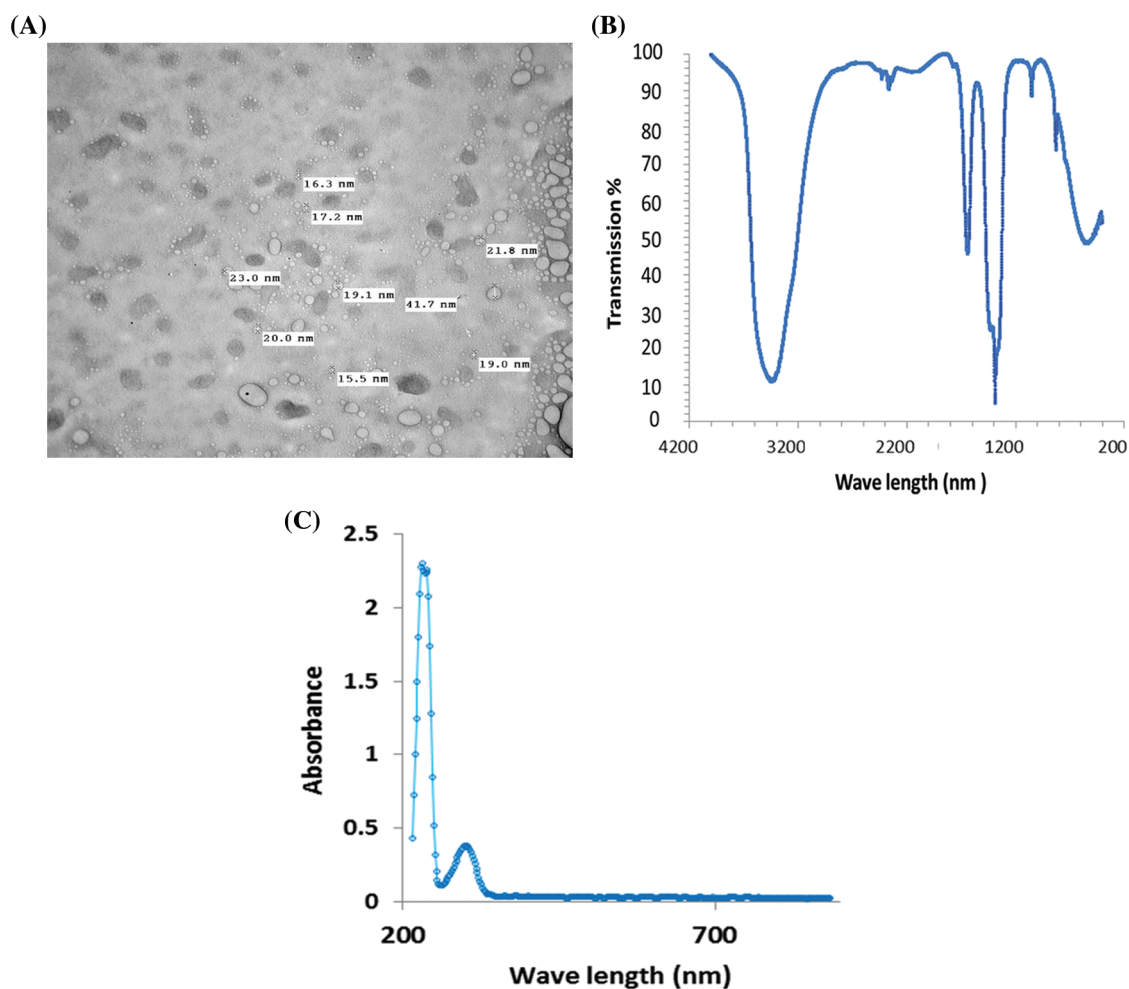 (A)
16.3 nm
17.2 nm
21.8 nm
23.0 nm
19.1 nm
41.7 nm
20.0 nm
19.0 nm
15.5 nm
(B)
100
90
80
70
60
50
40
30
20
10
0
Transmission %
4200
3200
2200
1200
200
Wave length (nm )
(C)
2.5
2
1.5
1
0.5
0
Absorbance
200
700
Wave length (nm)